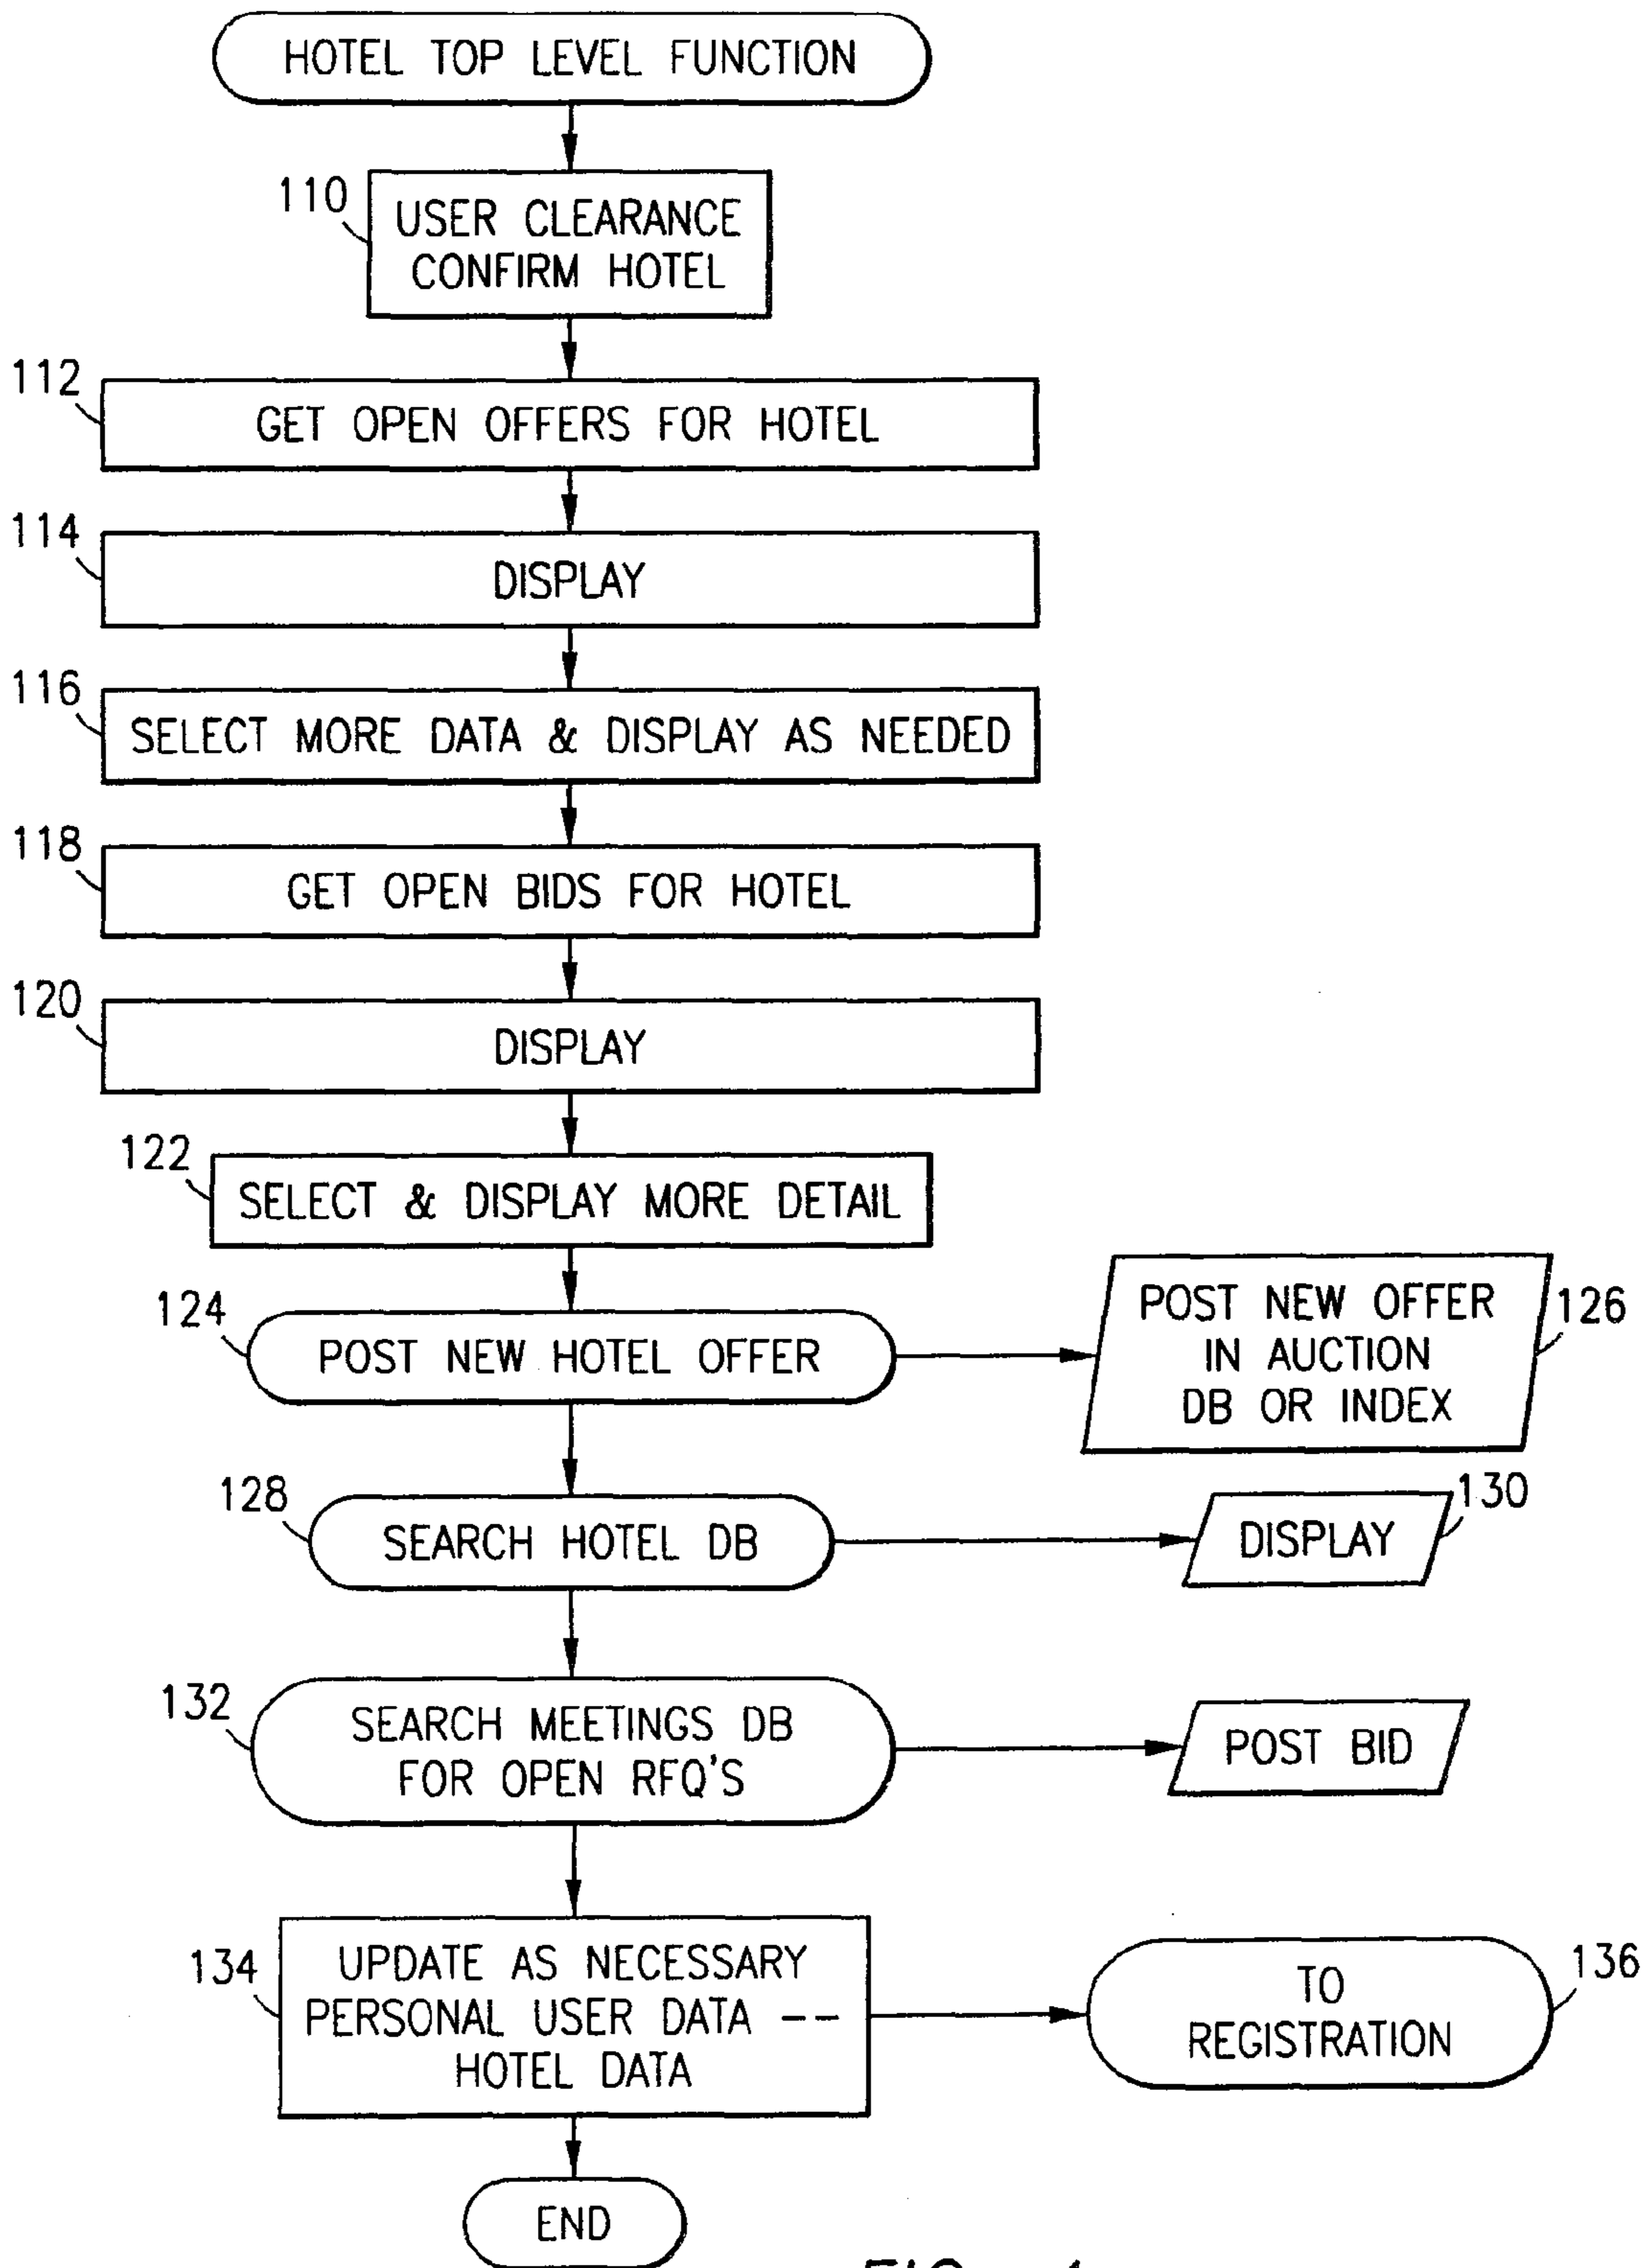 HOTEL TOP LEVEL FUNCTION
110
USER CLEARANCE
CONFIRM HOTEL
112
GET OPEN OFFERS FOR HOTEL
114
DISPLAY
116
SELECT MORE DATA & DISPLAY AS NEEDED
118
GET OPEN BIDS FOR HOTEL
120
DISPLAY
122
SELECT & DISPLAY MORE DETAIL
124
POST NEW HOTEL OFFER
POST NEW OFFER
IN AUCTION
DB OR INDEX
126
128
SEARCH HOTEL DB
DISPLAY
130
132
SEARCH MEETINGS DB
FOR OPEN RFQ'S
POST BID
134
UPDATE AS NECESSARY
PERSONAL USER DATA --
HOTEL DATA
TO
REGISTRATION
136
END